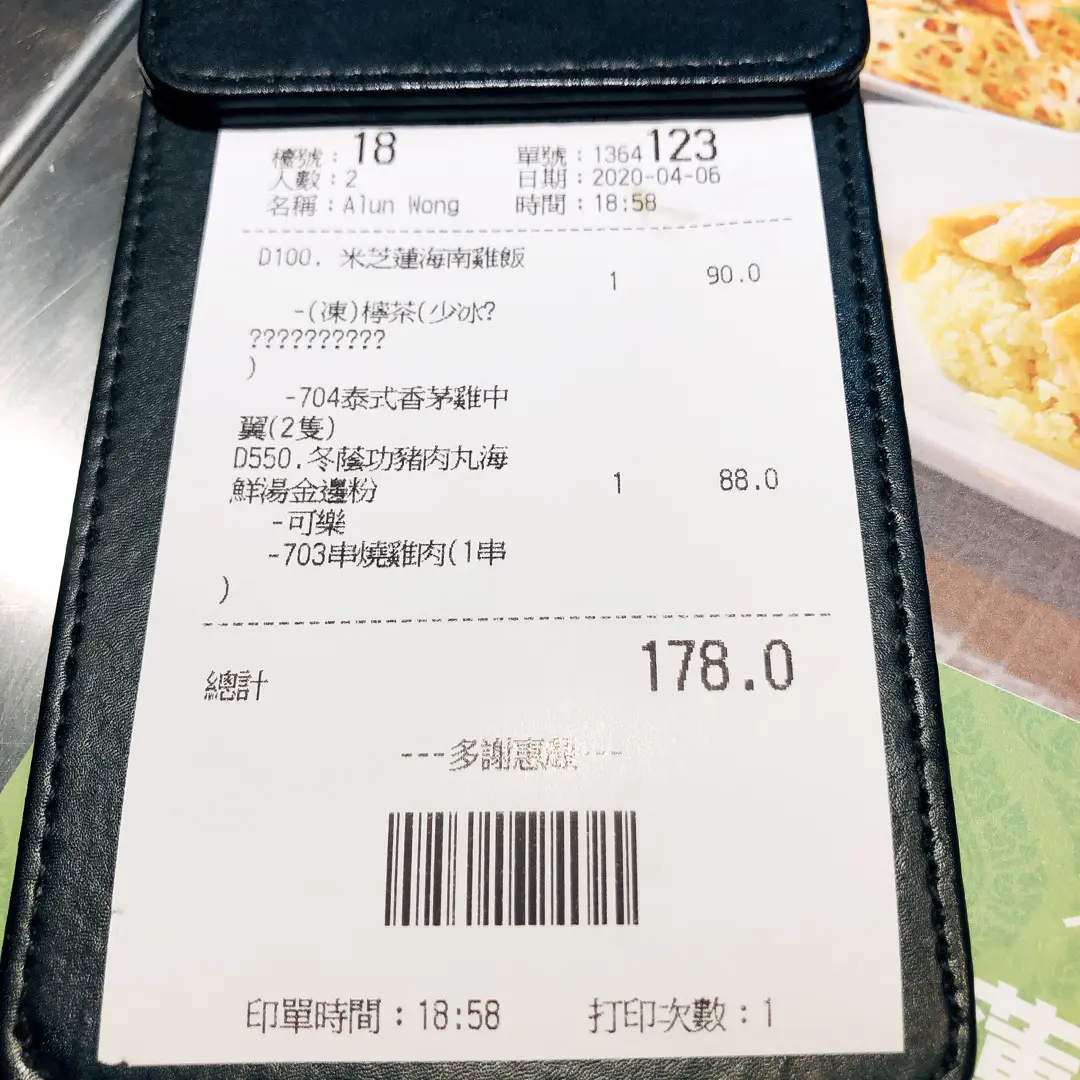 檯號：18
單號：1364123
人數：2
日期：2020-04-06
名稱：Alun Wong
時間：18:58
D100. 米芝蓮海南雞飯 1 90.0
-(凍)檸茶(少冰?
??????????
)
-704泰式香茅雞中
翼(2隻)
D550.冬蔭功豬肉丸海
鮮湯金邊粉 1 88.0
-可樂
-703串燒雞肉(1串
)
總計 178.0
---多謝惠顧---
印單時間：18:58 打印次數：1
蓮